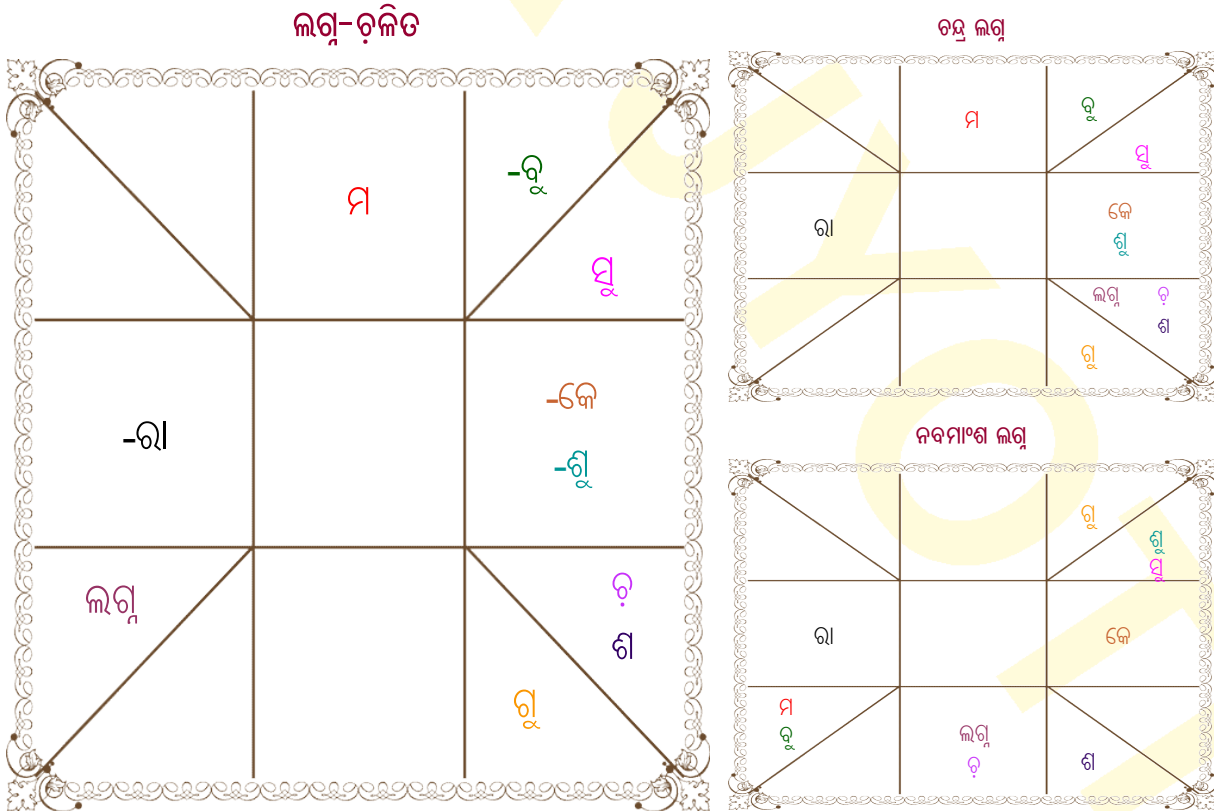 ଲଗ୍ନ-ଚ଼ଳିତ
ମ
-ବୁ
ସୁ
-ରା
-କେ
-ଶୁ
ଲଗ୍ନ
ଚ଼
ଶ
ଗୁ
ଚନ୍ଦ୍ର ଲଗ୍ନ
ମ
ବୁ
ସୁ
ରା
କେ
ଶୁ
ଲଗ୍ନ ଚ଼
ଶ
ଗୁ
ନବମାଂଶ ଲଗ୍ନ
ଗୁ
ଶୁ
ସୁ
ରା
କେ
ମ
ବୁ
ଲଗ୍ନ
ଚ଼
ଶ